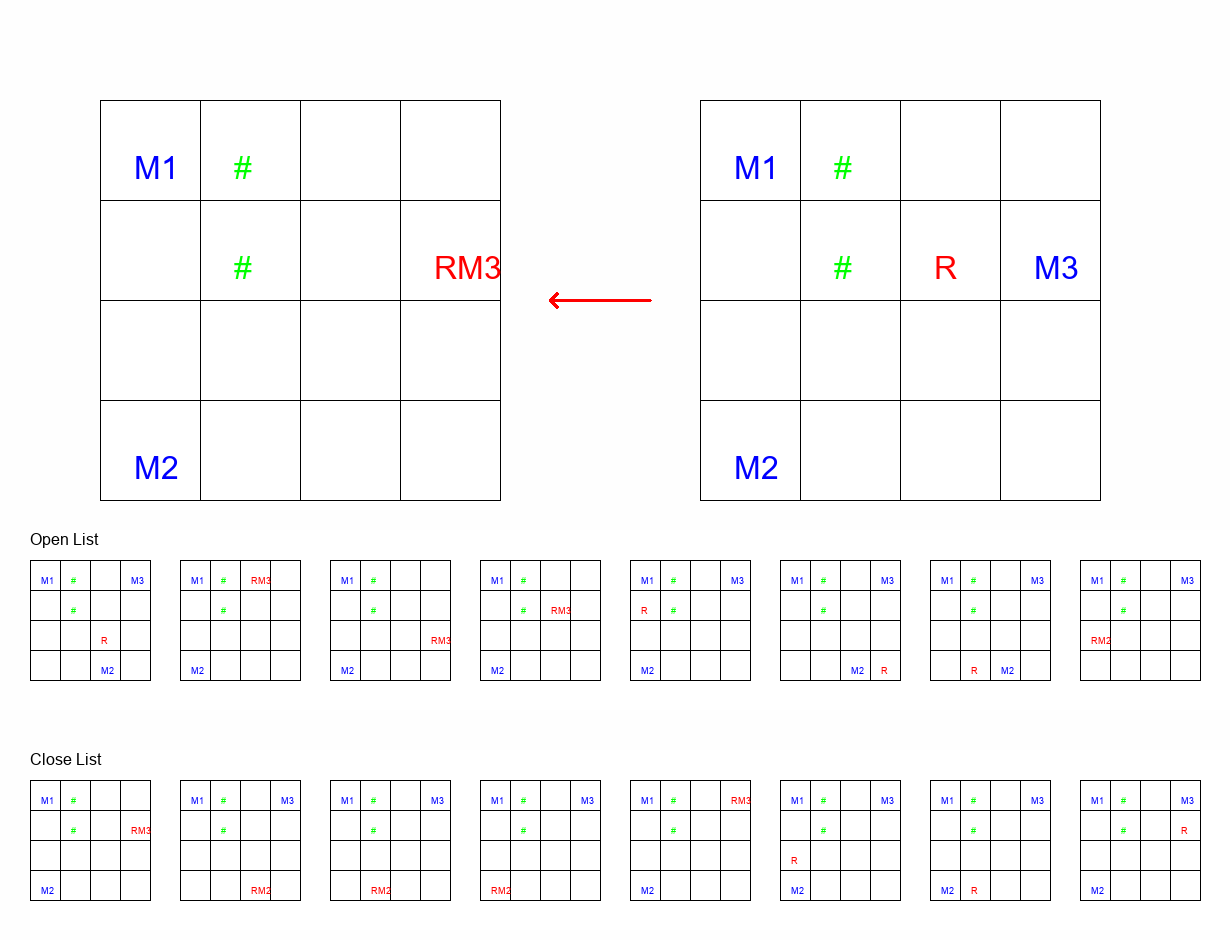 M1 # M1 #
# RM3 # R M3
M2 M2
Open List
M1 # M3 M1 # RM3 M1 # M1 # M1 # M3 M1 # M3 M1 # M3 M1 # M3
# # # # RM3 R # # # #
R RM3 RM2
M2 M2 M2 M2 M2 M2 R R M2
Close List
M1 # M1 # M3 M1 # M3 M1 # M3 M1 # RM3 M1 # M3 M1 # M3 M1 # M3
# RM3 # # # # # # # R
R
M2 RM2 RM2 RM2 M2 M2 M2 R M2